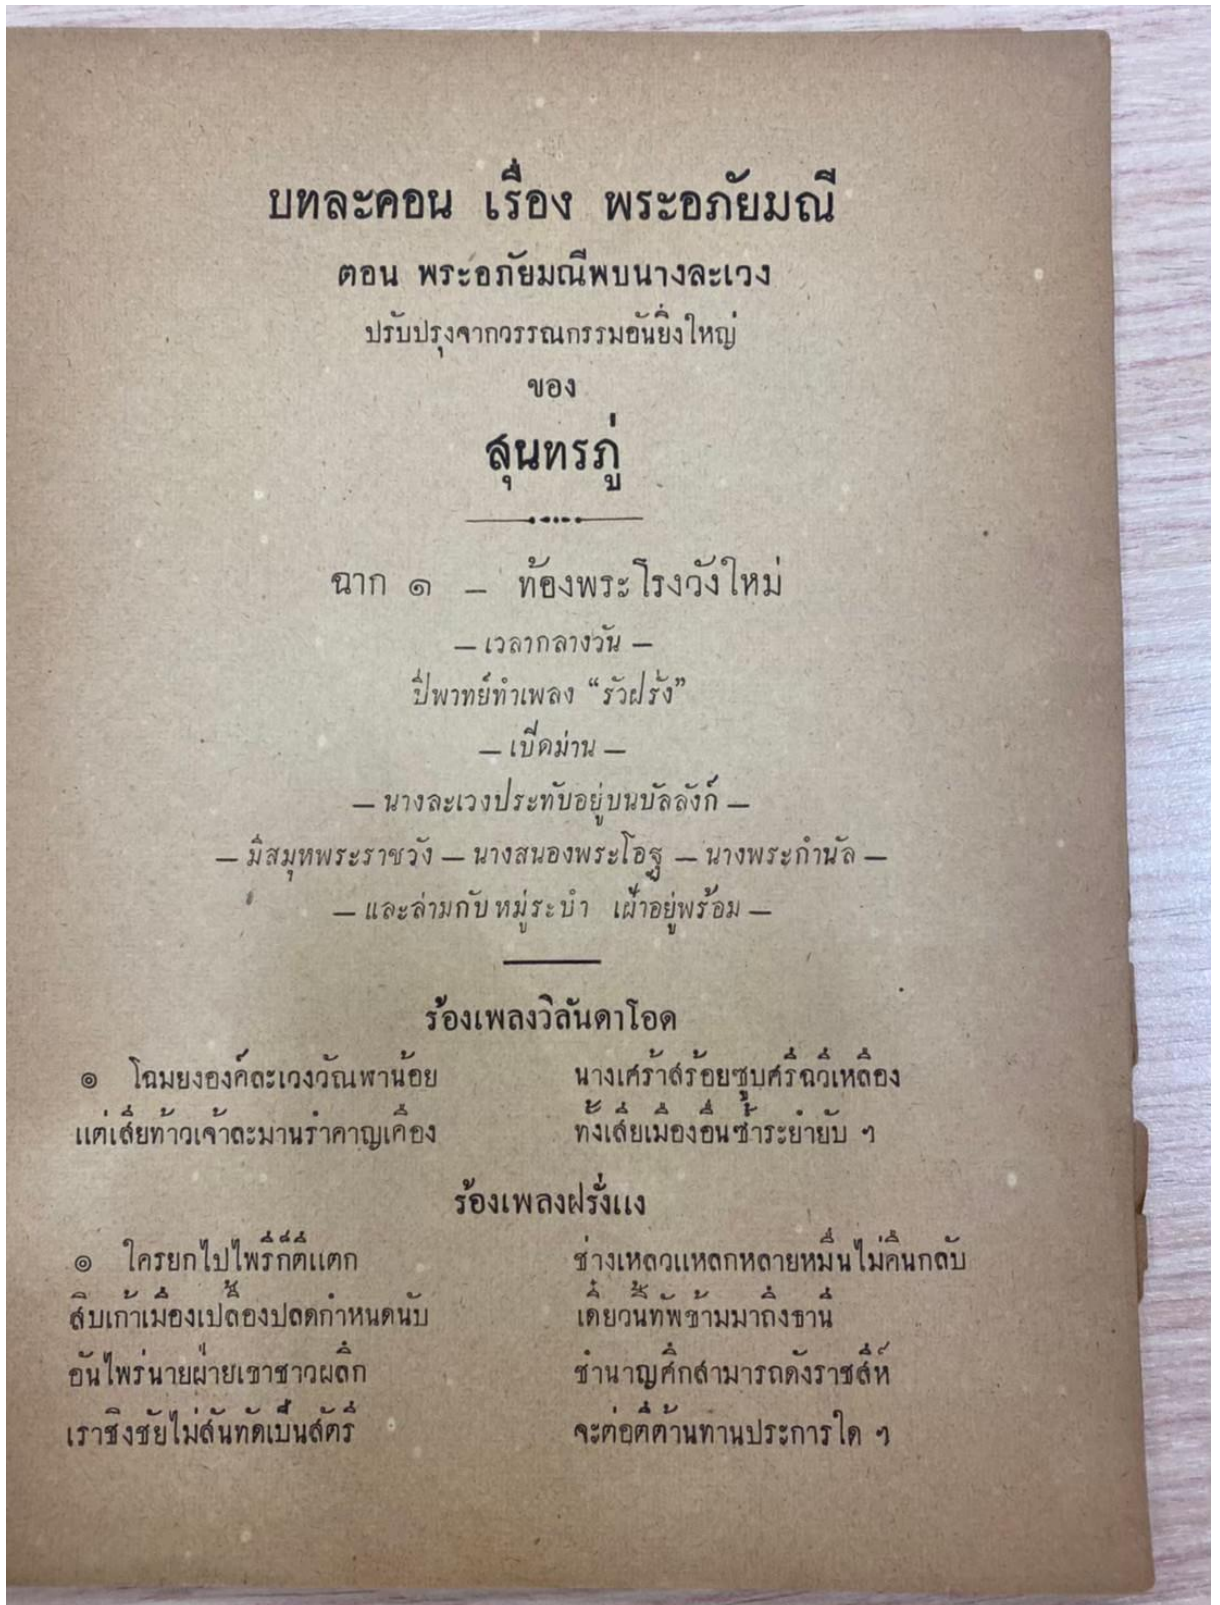 บทละคอน เรื่อง พระอภัยมณี
ตอน พระอภัยมณีพบนางละเวง
ปรับปรุงจากวรรณกรรมอันยิ่งใหญ่
ของ
สุนทรภู่
ฉาก ๑ – ท้องพระโรงวังใหม่
– เวลากลางวัน –
ปี่พาทย์ทำเพลง “รัวฝรั่ง”
– เปิดม่าน –
– นางละเวงประทับอยู่บนบัลลังก์ –
– มิสมุหพระราชวัง – นางสนองพระโอฐ – นางพระกำนัล –
– และล่ามกับหมู่ระบำ เฝ้าอยู่พร้อม –
ร้องเพลงวิลันดาโอด
๑ โฉมยงองค์ละเวงวัณพาน้อย นางเศร้าสร้อยซูบศรีฉวีเหลือง
แต่เสียท้าวเจ้าละมานรำคาญเคือง ทั้งเสียเมืองอื่นซ้ำระยำยับ ฯ
ร้องเพลงฝรั่งแง
๑ ใครยกไปไพรีก็ตีแตก ช่างเหลวแหลกหลายหมื่นไม่คืนกลับ
สิบเก้าเมืองเปลื้องปลดกำหนดนับ เดี๋ยวนี้ทัพข้ามมาถึงธานี
อันไพร่นายฝ่ายเขาชาวผลึก ชำนาญศึกสามารถดังราชสีห์
เราชิงชัยไม่สันทัดเป็นสัตรี จะต่อตีต้านทานประการใด ฯ